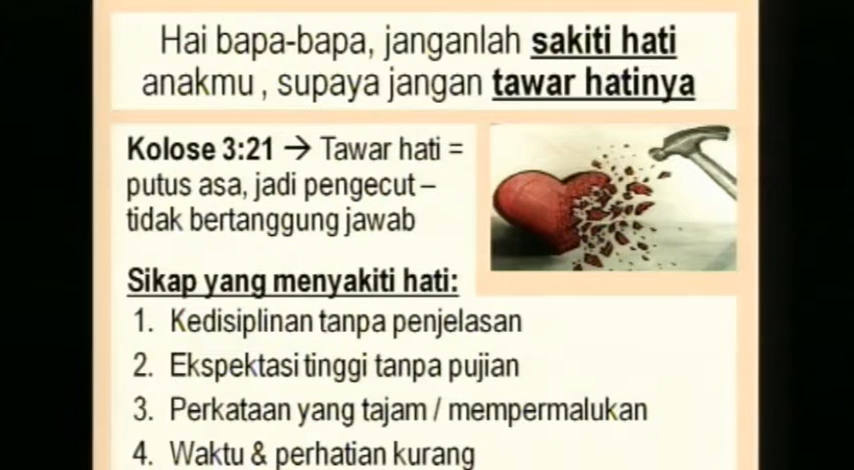 Hai bapa-bapa, janganlah sakiti hati
anakmu , supaya jangan tawar hatinya
Kolose 3:21 → Tawar hati =
putus asa, jadi pengecut –
tidak bertanggung jawab
Sikap yang menyakiti hati:
1. Kedisiplinan tanpa penjelasan
2. Ekspektasi tinggi tanpa pujian
3. Perkataan yang tajam / mempermalukan
4. Waktu & perhatian kurang